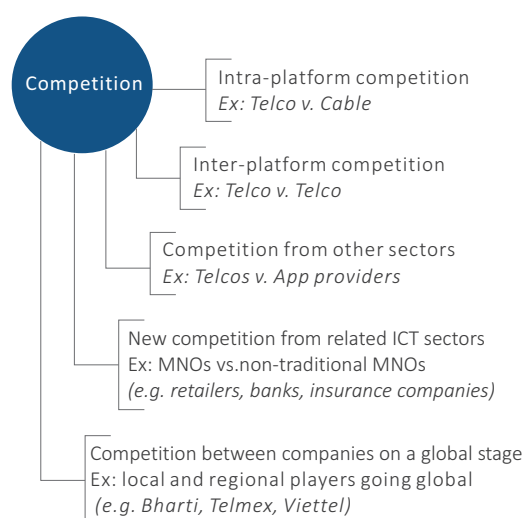 Competition
Intra-platform competition
Ex: Telco v. Cable
Inter-platform competition
Ex: Telco v. Telco
Competition from other sectors
Ex: Telcos v. App providers
New competition from related ICT sectors
Ex: MNOs vs.non-traditional MNOs
(e.g. retailers, banks, insurance companies)
Competition between companies on a global stage
Ex: local and regional players going global
(e.g. Bharti, Telmex, Viettel)